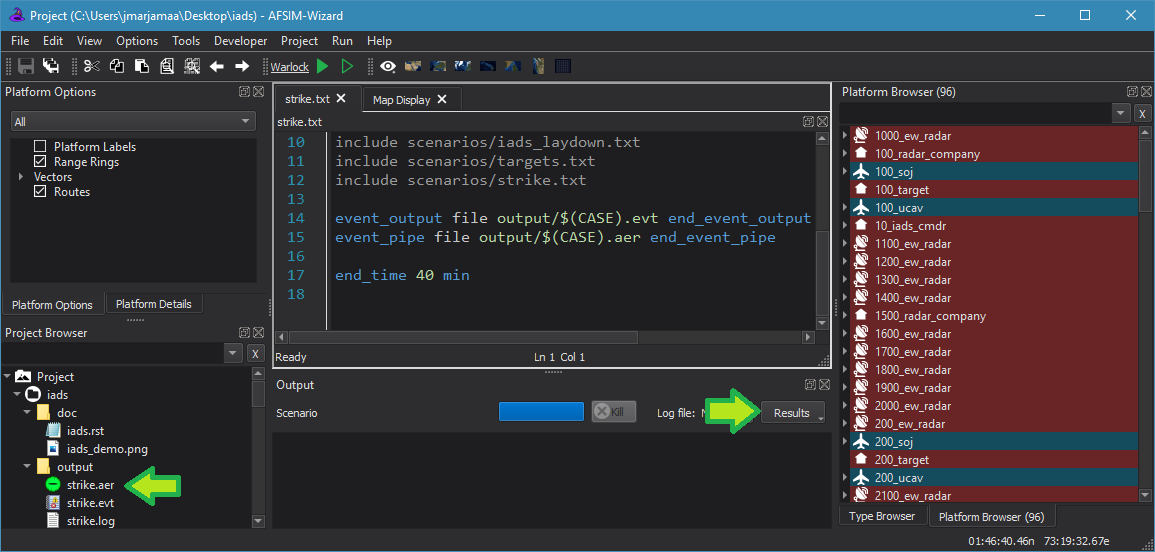 Project (C:\Users\jmarjamaa\Desktop\iads) - AFSIM-Wizard
File Edit View Options Tools Developer Project Run Help
Warlock
Platform Options
All
Platform Labels
Range Rings
Vectors
Routes
Platform Options Platform Details
Project Browser
X
Project
iads
doc
iads.rst
iads_demo.png
output
strike.aer
strike.evt
strike.log
strike.txt Map Display
strike.txt
10 include scenarios/iads_laydown.txt
11 include scenarios/targets.txt
12 include scenarios/strike.txt
13
14 event_output file output/$(CASE).evt end_event_output
15 event_pipe file output/$(CASE).aer end_event_pipe
16
17 end_time 40 min
18
Ready Ln 1 Col 1
Output
Scenario Kill Log file: Results
Platform Browser (96)
X
1000_ew_radar
100_radar_company
100_soj
100_target
100_ucav
10_iads_cmdr
1100_ew_radar
1200_ew_radar
1300_ew_radar
1400_ew_radar
1500_radar_company
1600_ew_radar
1700_ew_radar
1800_ew_radar
1900_ew_radar
2000_ew_radar
200_ew_radar
200_soj
200_target
200_ucav
2100_ew_radar
Type Browser Platform Browser (96)
01:46:40.46n 73:19:32.67e